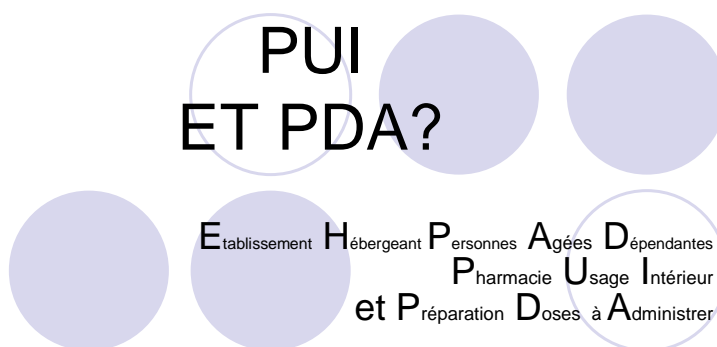 PUI
ET PDA?
Etablissement Hébergeant Personnes Agées Dépendantes
Pharmacie Usage Intérieur
et Préparation Doses à Administrer